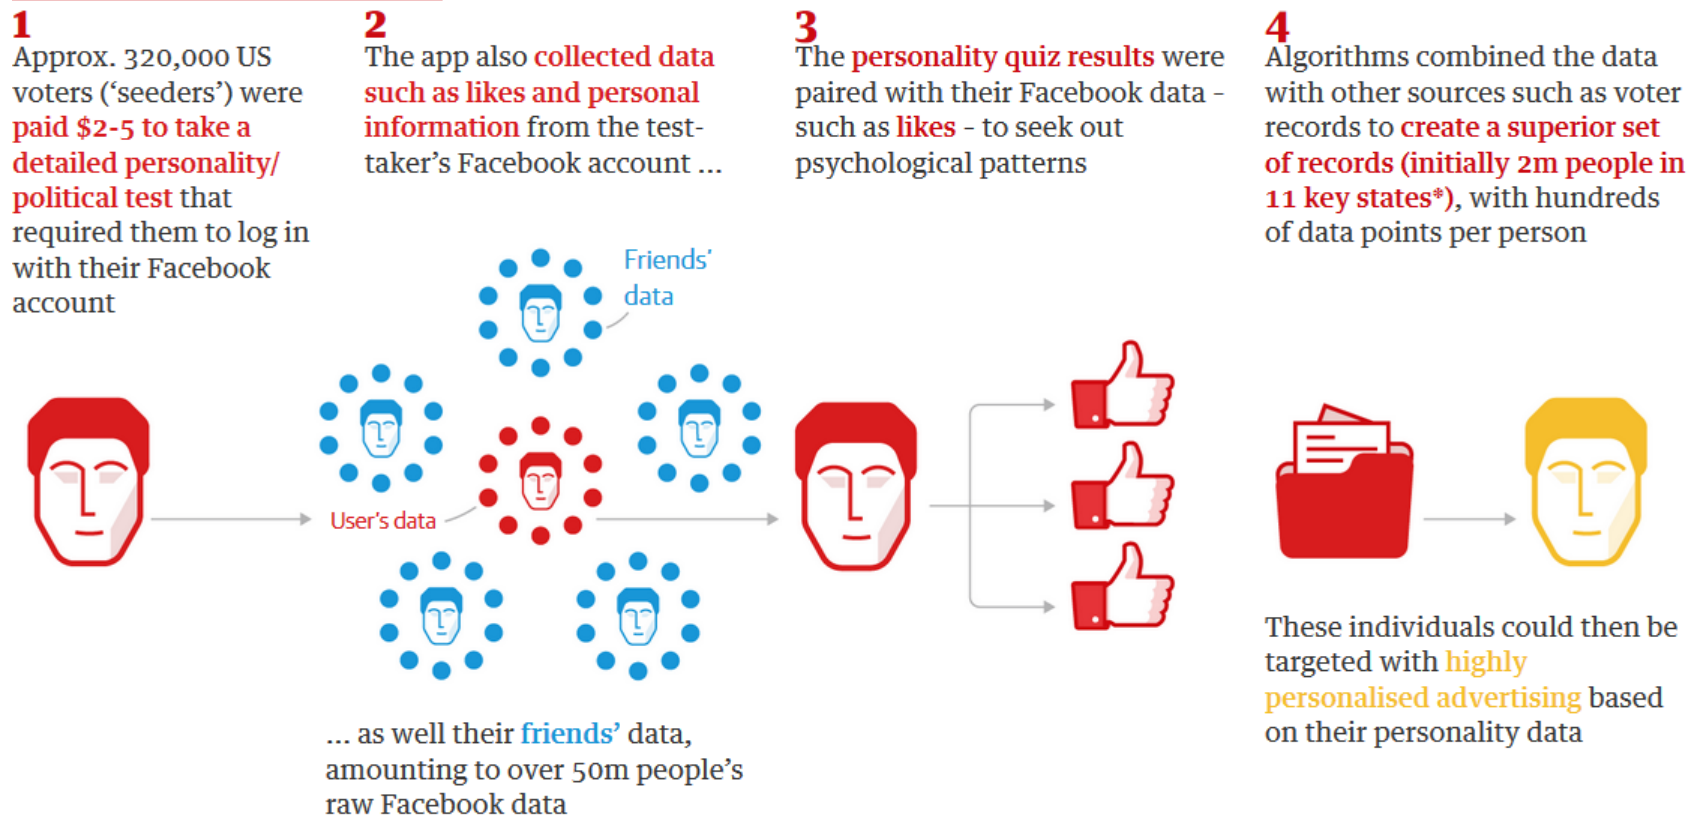 1
Approx. 320,000 US
voters (‘seeders’) were
paid $2-5 to take a
detailed personality/
political test that
required them to log in
with their Facebook
account
2
The app also collected data
such as likes and personal
information from the test-
taker’s Facebook account ...
Friends’
data
User’s data
... as well their friends’ data,
amounting to over 50m people’s
raw Facebook data
3
The personality quiz results were
paired with their Facebook data –
such as likes – to seek out
psychological patterns
4
Algorithms combined the data
with other sources such as voter
records to create a superior set
of records (initially 2m people in
11 key states*), with hundreds
of data points per person
These individuals could then be
targeted with highly
personalised advertising based
on their personality data